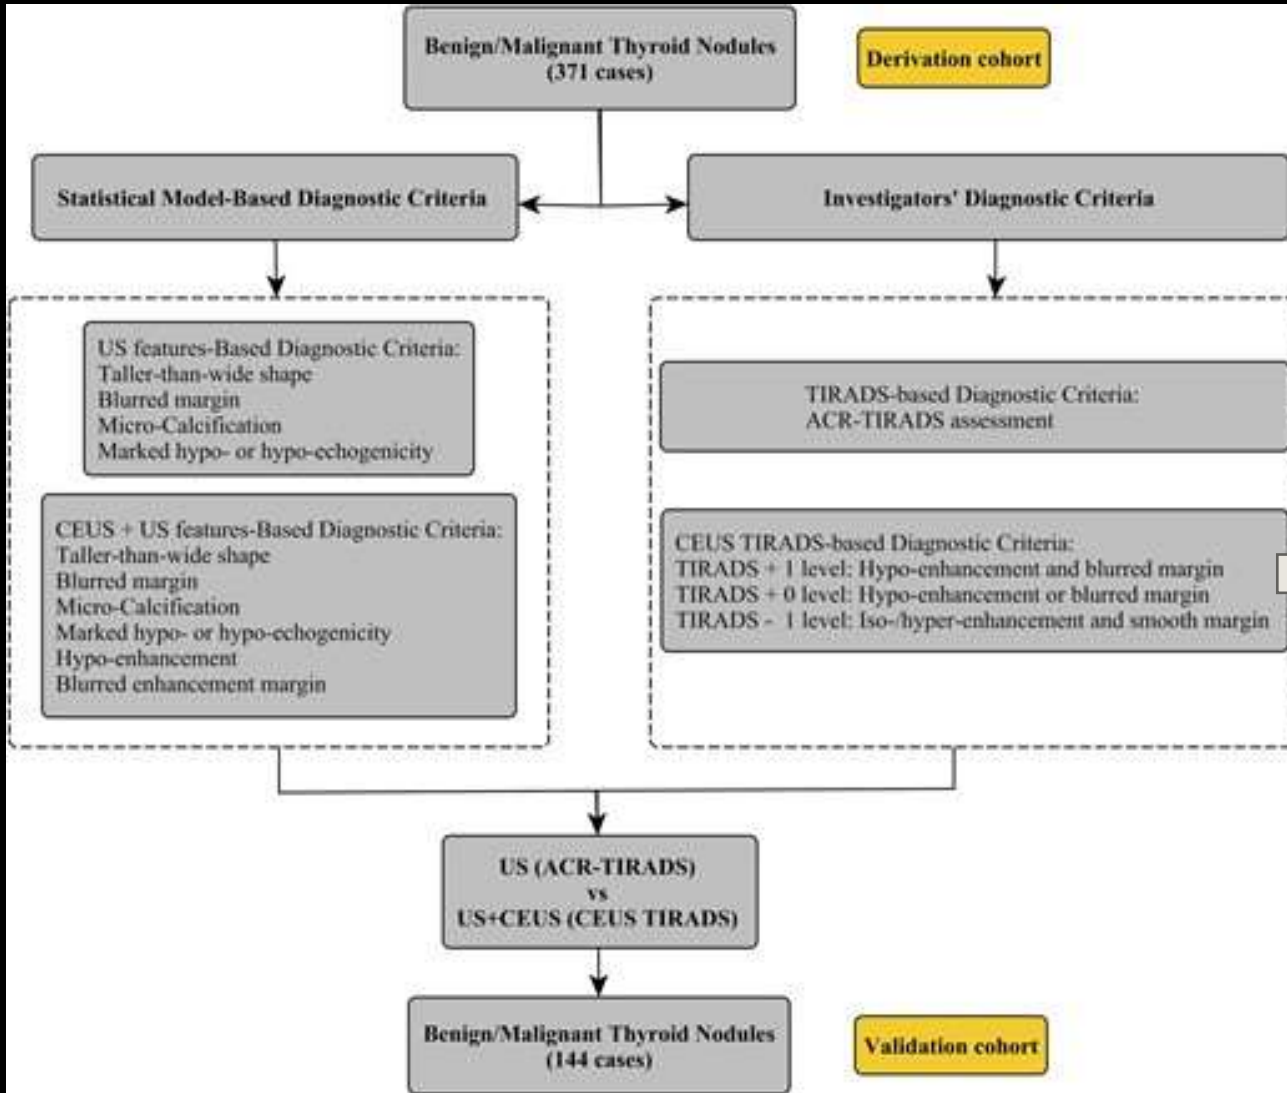 Benign/Malignant Thyroid Nodules
(371 cases)
Derivation cohort
Statistical Model-Based Diagnostic Criteria
Investigators' Diagnostic Criteria
US features-Based Diagnostic Criteria:
Taller-than-wide shape
Blurred margin
Micro-Calcification
Marked hypo- or hypo-echogenicity
CEUS + US features-Based Diagnostic Criteria:
Taller-than-wide shape
Blurred margin
Micro-Calcification
Marked hypo- or hypo-echogenicity
Hypo-enhancement
Blurred enhancement margin
TIRADS-based Diagnostic Criteria:
ACR-TIRADS assessment
CEUS TIRADS-based Diagnostic Criteria:
TIRADS + 1 level: Hypo-enhancement and blurred margin
TIRADS + 0 level: Hypo-enhancement or blurred margin
TIRADS - 1 level: Iso-/hyper-enhancement and smooth margin
US (ACR-TIRADS)
vs
US+CEUS (CEUS TIRADS)
Benign/Malignant Thyroid Nodules
(144 cases)
Validation cohort